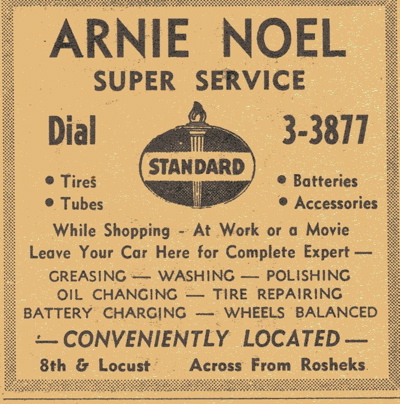 ARNIE NOEL
SUPER SERVICE
Dial 3-3877
STANDARD
• Tires • Batteries
• Tubes • Accessories
While Shopping - At Work or a Movie
Leave Your Car Here for Complete Expert —
GREASING — WASHING — POLISHING
OIL CHANGING — TIRE REPAIRING
BATTERY CHARGING — WHEELS BALANCED
— CONVENIENTLY LOCATED —
8th & Locust Across From Rosheks